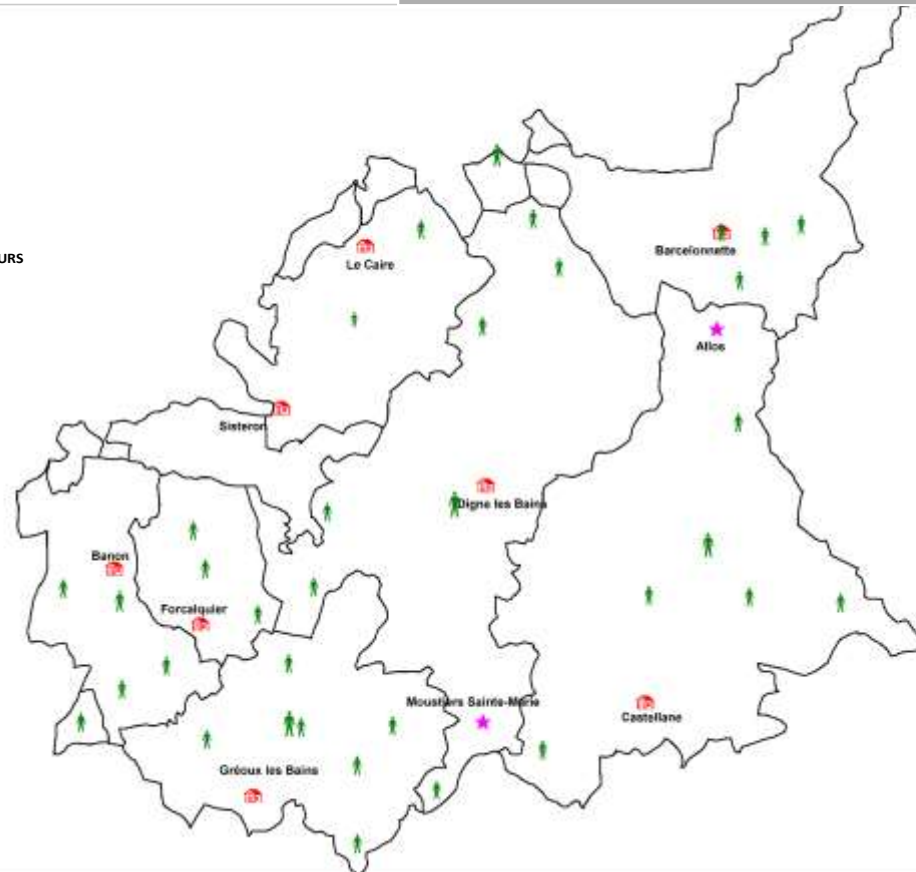 URS
Barcelonnette
Le Caire
Allos
Sisteron
Digne les Bains
Banon
Forcalquier
Moustiers Sainte-Marie
Castellane
Gréoux les Bains